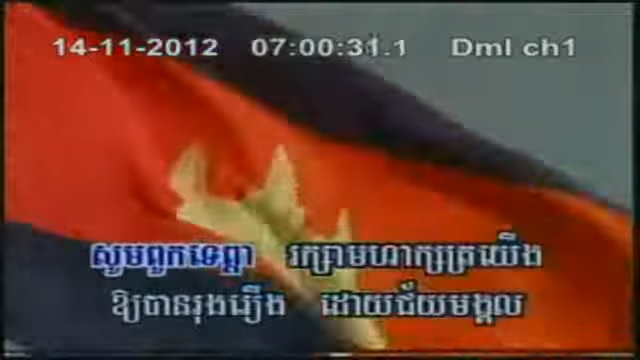 14-11-2012 07:00:31.1 Dml ch1
សូមពួកទេព្តា រក្សាមហាក្សត្រយើង
ឱ្យបានរុងរឿង ដោយជ័យមង្គល